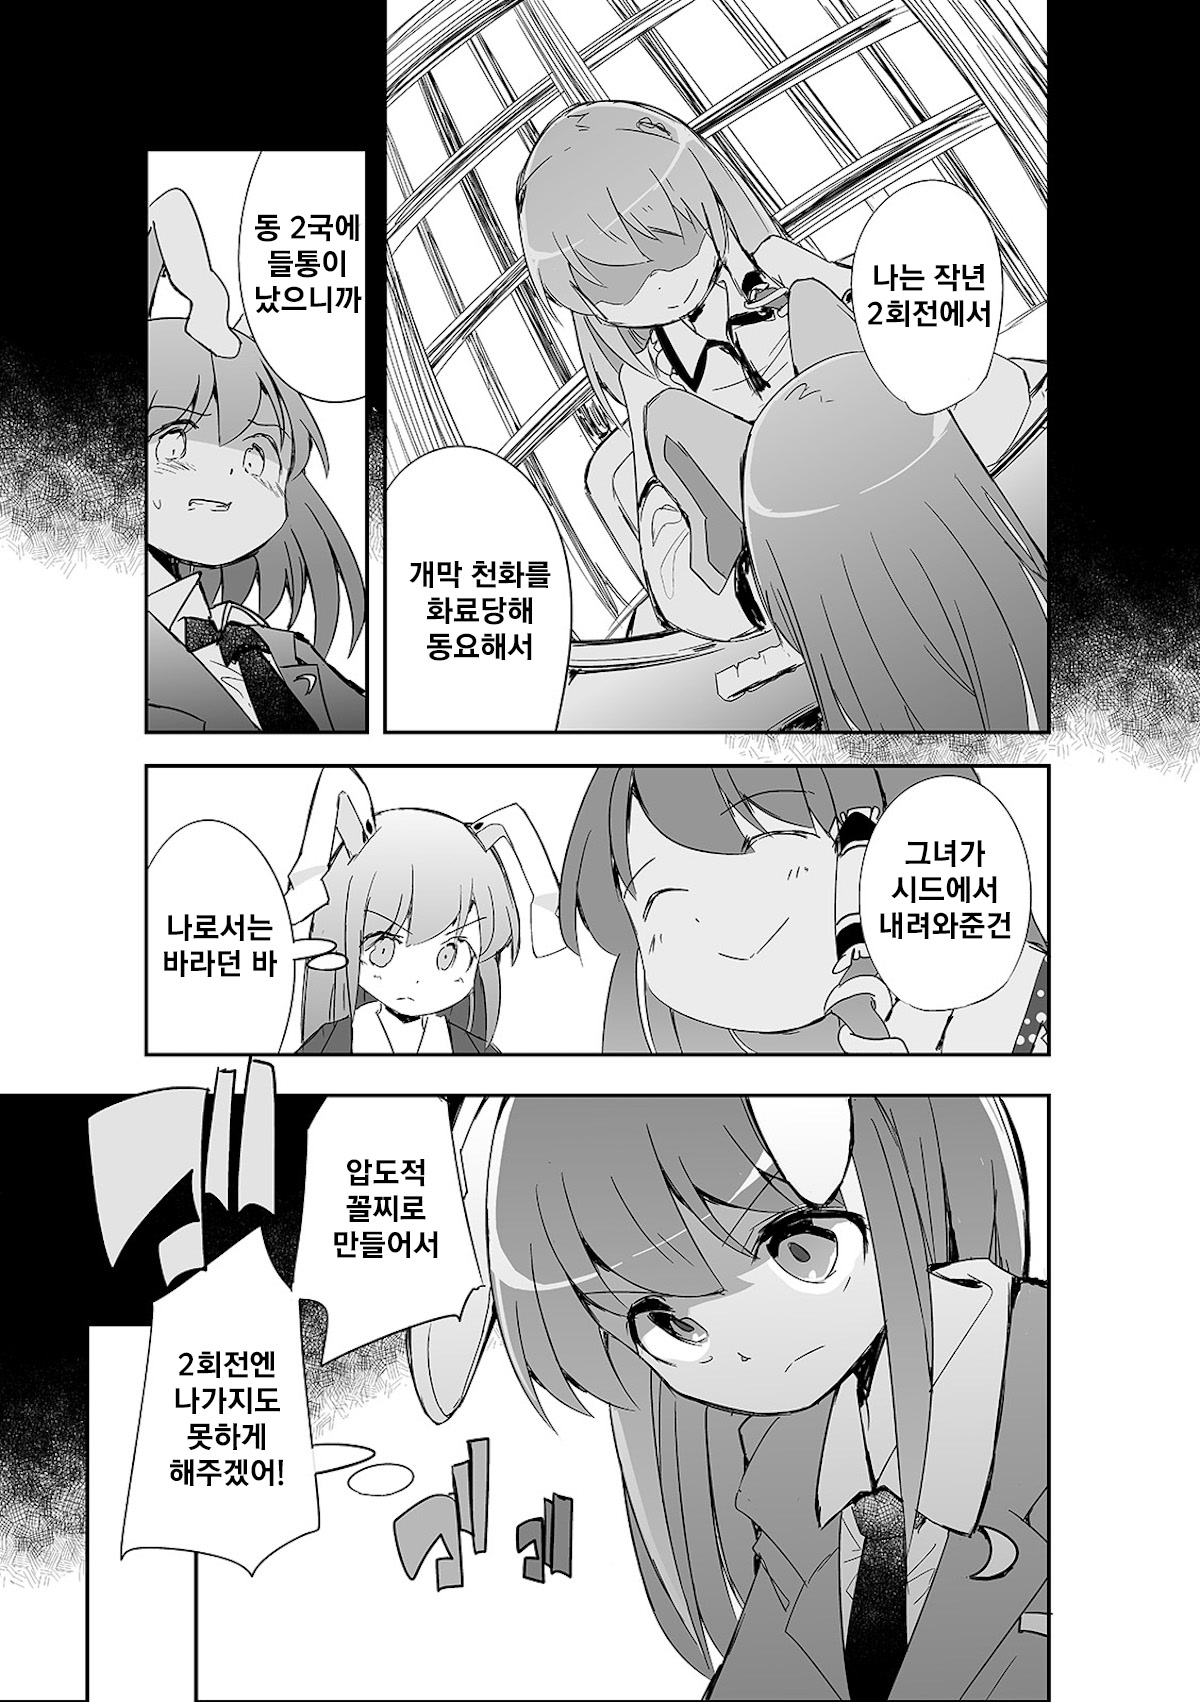 나는 작년
2회전에서
개막 천화를
화료당해
동요해서
동 2국에
들통이
났으니까
그녀가
시드에서
내려와준건
나로서는
바라던 바
압도적
꼴찌로
만들어서
2회전엔
나가지도
못하게
해주겠어!